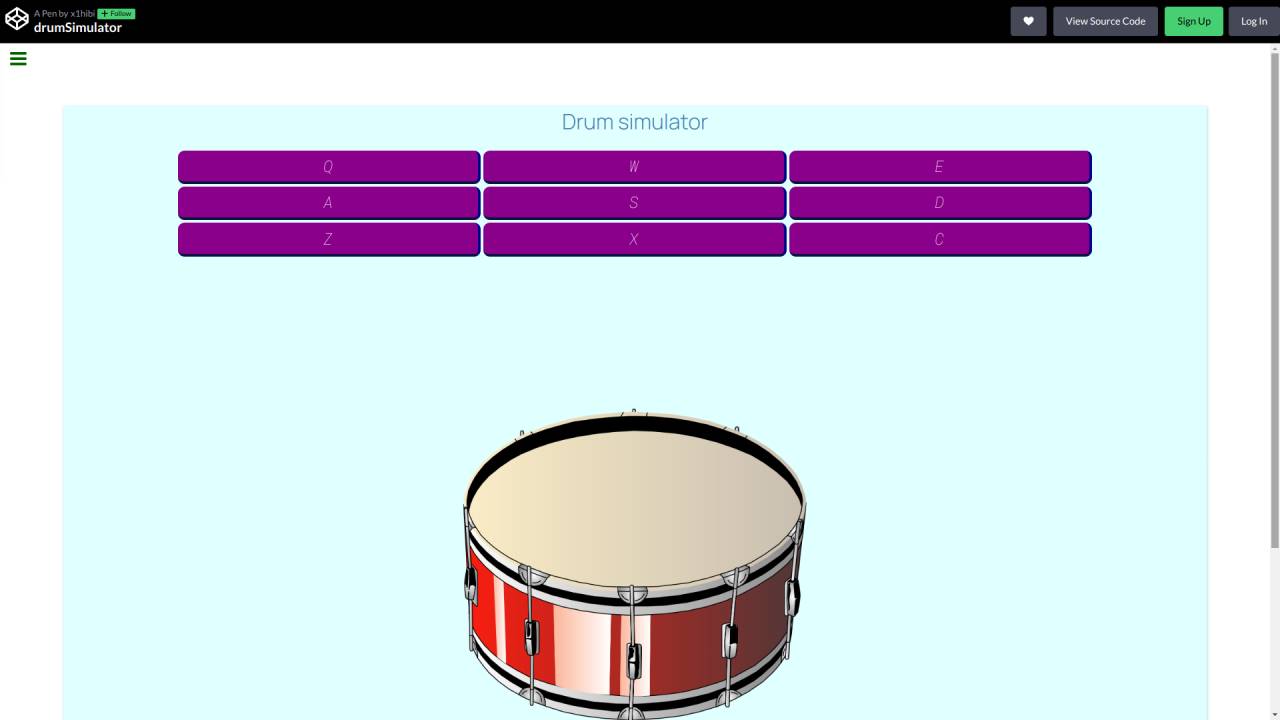 A Pen by x1hibi + Follow
drumSimulator
View Source Code
Sign Up
Log In
Drum simulator
Q W E
A S D
Z X C